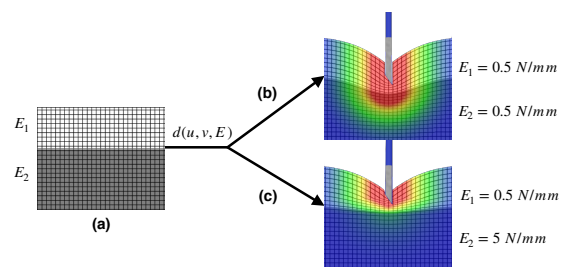 E₁
E₂
(a)
d(u, v, E)
(b)
E₁ = 0.5 N/mm
E₂ = 0.5 N/mm
(c)
E₁ = 0.5 N/mm
E₂ = 5 N/mm